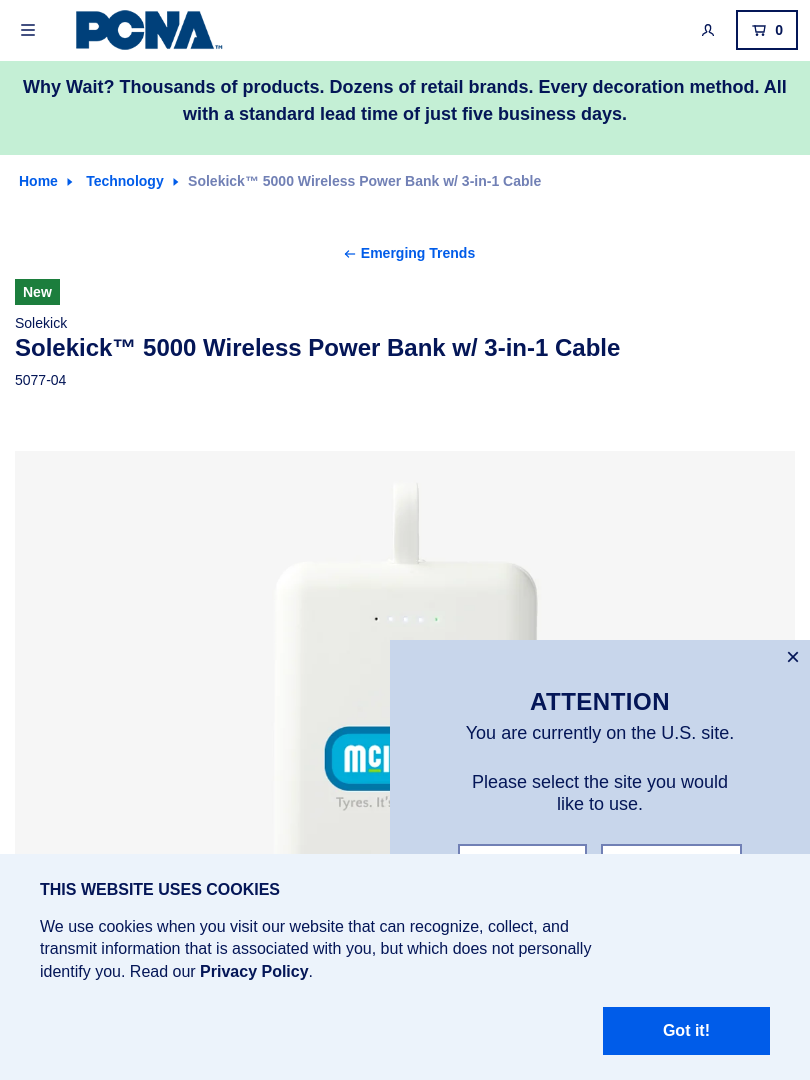 PCNA™
0
Why Wait? Thousands of products. Dozens of retail brands. Every decoration method. All
with a standard lead time of just five business days.
Home
Technology
Solekick™ 5000 Wireless Power Bank w/ 3-in-1 Cable
Emerging Trends
New
Solekick
Solekick™ 5000 Wireless Power Bank w/ 3-in-1 Cable
5077-04
Tyres.
ATTENTION
You are currently on the U.S. site.
Please select the site you would
like to use.
THIS WEBSITE USES COOKIES
We use cookies when you visit our website that can recognize, collect, and
transmit information that is associated with you, but which does not personally
identify you. Read our Privacy Policy.
Got it!